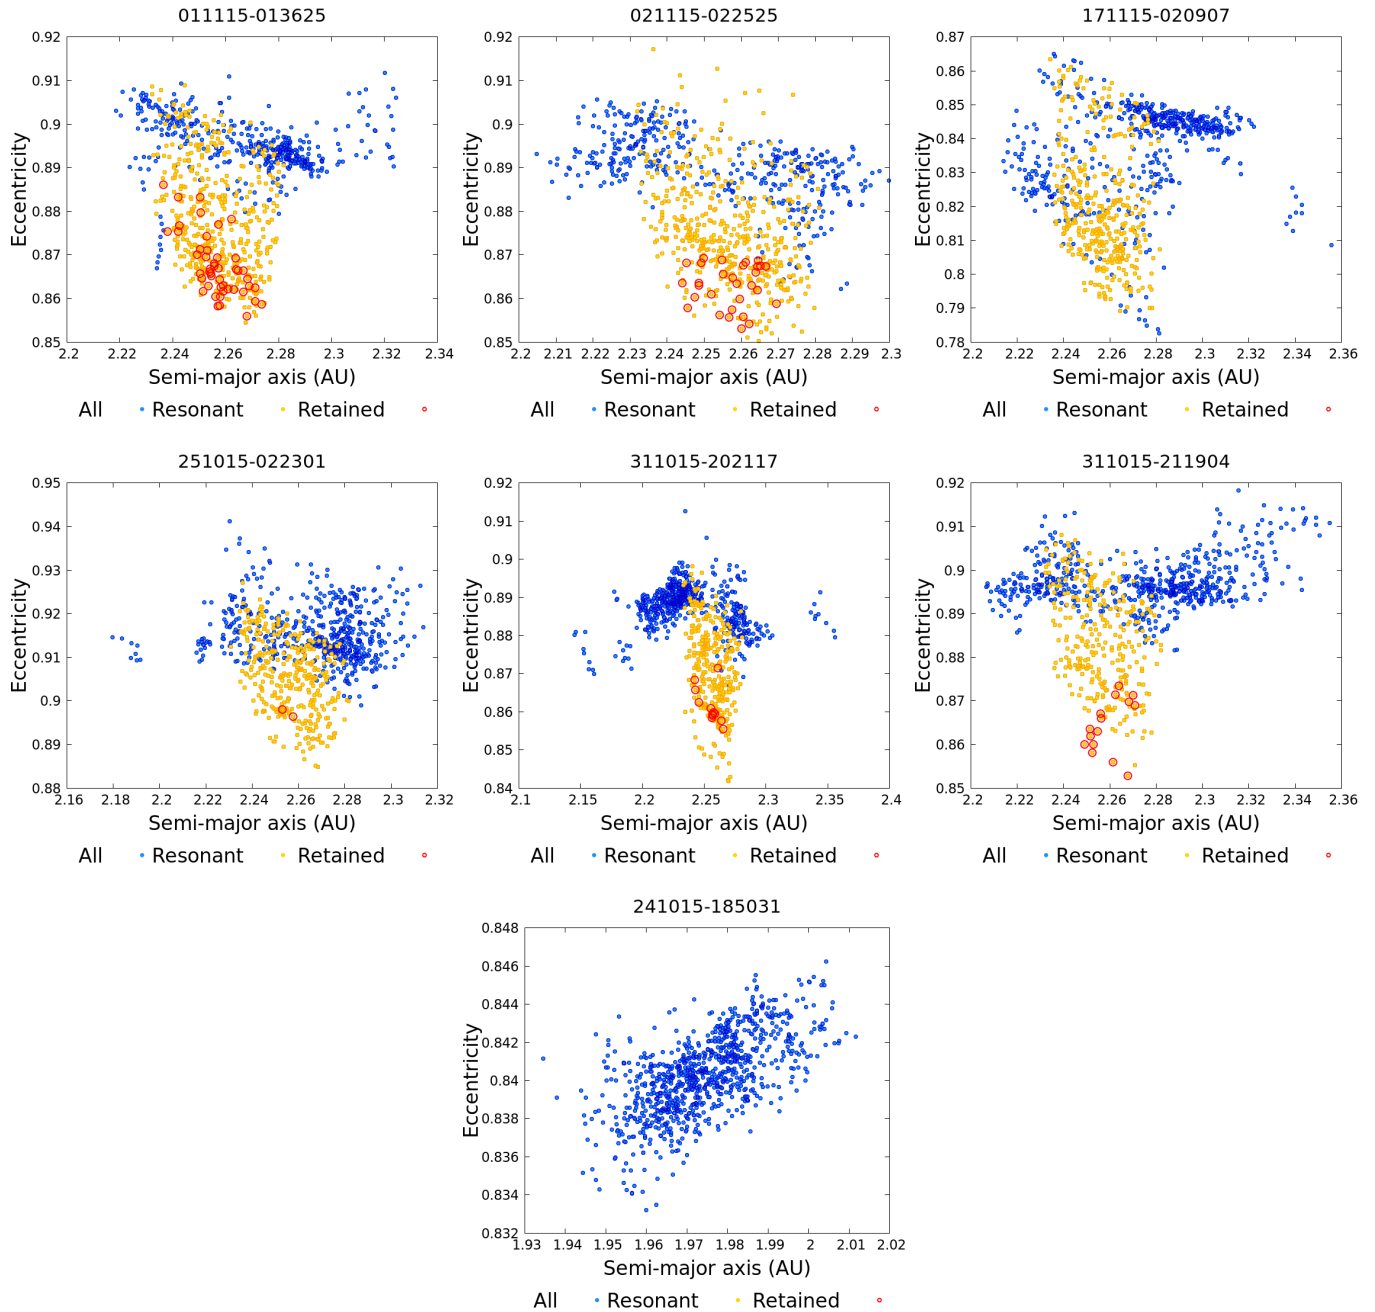 011115-013625
0.92
0.91
0.9
0.89
0.88
0.87
0.86
0.85
Eccentricity
2.2 2.22 2.24 2.26 2.28 2.3 2.32 2.34
Semi-major axis (AU)
All Resonant Retained
021115-022525
0.92
0.91
0.9
0.89
0.88
0.87
0.86
0.85
Eccentricity
2.2 2.21 2.22 2.23 2.24 2.25 2.26 2.27 2.28 2.29 2.3
Semi-major axis (AU)
All Resonant Retained
171115-020907
0.87
0.86
0.85
0.84
0.83
0.82
0.81
0.8
0.79
0.78
Eccentricity
2.2 2.22 2.24 2.26 2.28 2.3 2.32 2.34 2.36
Semi-major axis (AU)
All Resonant Retained
251015-022301
0.95
0.94
0.93
0.92
0.91
0.9
0.89
0.88
Eccentricity
2.16 2.18 2.2 2.22 2.24 2.26 2.28 2.3 2.32
Semi-major axis (AU)
All Resonant Retained
311015-202117
0.92
0.91
0.9
0.89
0.88
0.87
0.86
0.85
0.84
Eccentricity
2.1 2.15 2.2 2.25 2.3 2.35 2.4
Semi-major axis (AU)
All Resonant Retained
311015-211904
0.92
0.91
0.9
0.89
0.88
0.87
0.86
0.85
Eccentricity
2.2 2.22 2.24 2.26 2.28 2.3 2.32 2.34 2.36
Semi-major axis (AU)
All Resonant Retained
241015-185031
0.848
0.846
0.844
0.842
0.84
0.838
0.836
0.834
0.832
Eccentricity
1.93 1.94 1.95 1.96 1.97 1.98 1.99 2 2.01 2.02
Semi-major axis (AU)
All Resonant Retained